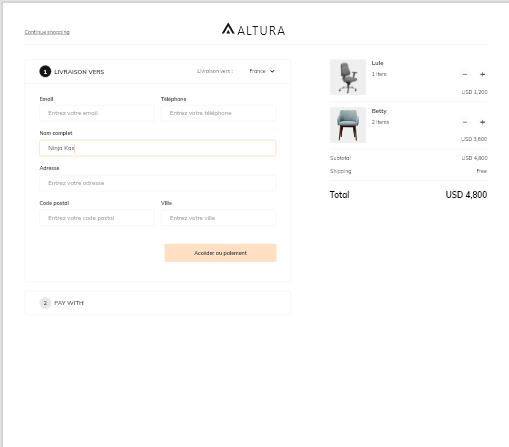 Continue shopping
ALTURA
1 LIVRAISON VERS
Livraison vers :
France
Email
Téléphone
Entrez votre email
Entrez votre téléphone
Nom complet
Ninja Kas
Adresse
Entrez votre adresse
Code postal
Ville
Entrez votre code postal
Entrez votre ville
Accéder au paiement
2 PAY WITH
Lule
1 item
− +
USD 1,200
Betty
2 items
− +
USD 3,600
Subtotal
USD 4,800
Shipping
Free
Total
USD 4,800